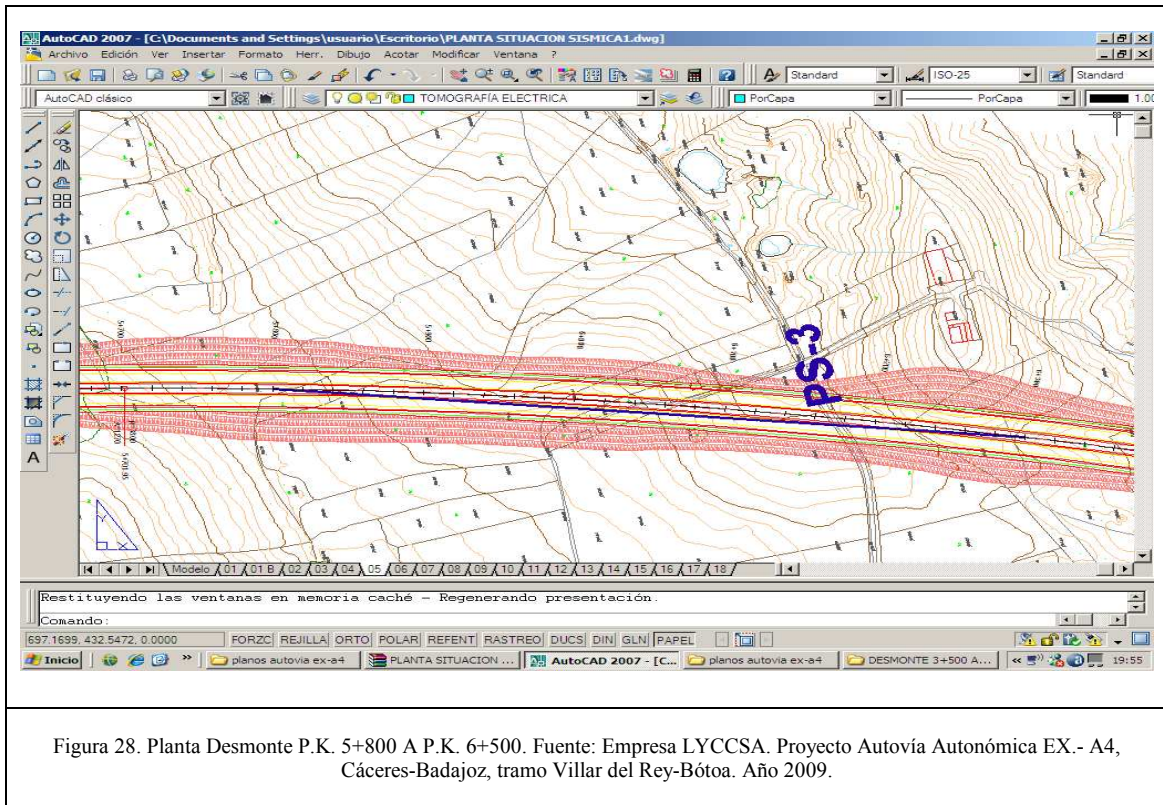 AutoCAD 2007 - [C:\Documents and Settings\usuario\Escritorio\PLANTA SITUACION SISMICA1.dwg]
Archivo Edición Ver Insertar Formato Herr. Dibujo Acotar Modificar Ventana ?
Standard ISO-25 Standard
AutoCAD clásico TOMOGRAFÍA ELECTRICA PorCapa PorCapa 1.00
5+700
PS-3
A
Y
X
Modelo 01 01 B 02 03 04 05 06 07 08 09 10 11 12 13 14 15 16 17 18
Restituyendo las ventanas en memoria caché - Regenerando presentación.
Comando:
697.1699, 432.5472, 0.0000 FORZC REJILLA ORTO POLAR REFENT RASTREO DUCS DIN GLN PAPEL
Inicio » planos autovia ex-a4 PLANTA SITUACION ... AutoCAD 2007 - [C... planos autovia ex-a4 DESMONTE 3+500 A... « 19:55
Figura 28. Planta Desmonte P.K. 5+800 A P.K. 6+500. Fuente: Empresa LYCCSA. Proyecto Autovía Autonómica EX.- A4,
Cáceres-Badajoz, tramo Villar del Rey-Bótoa. Año 2009.